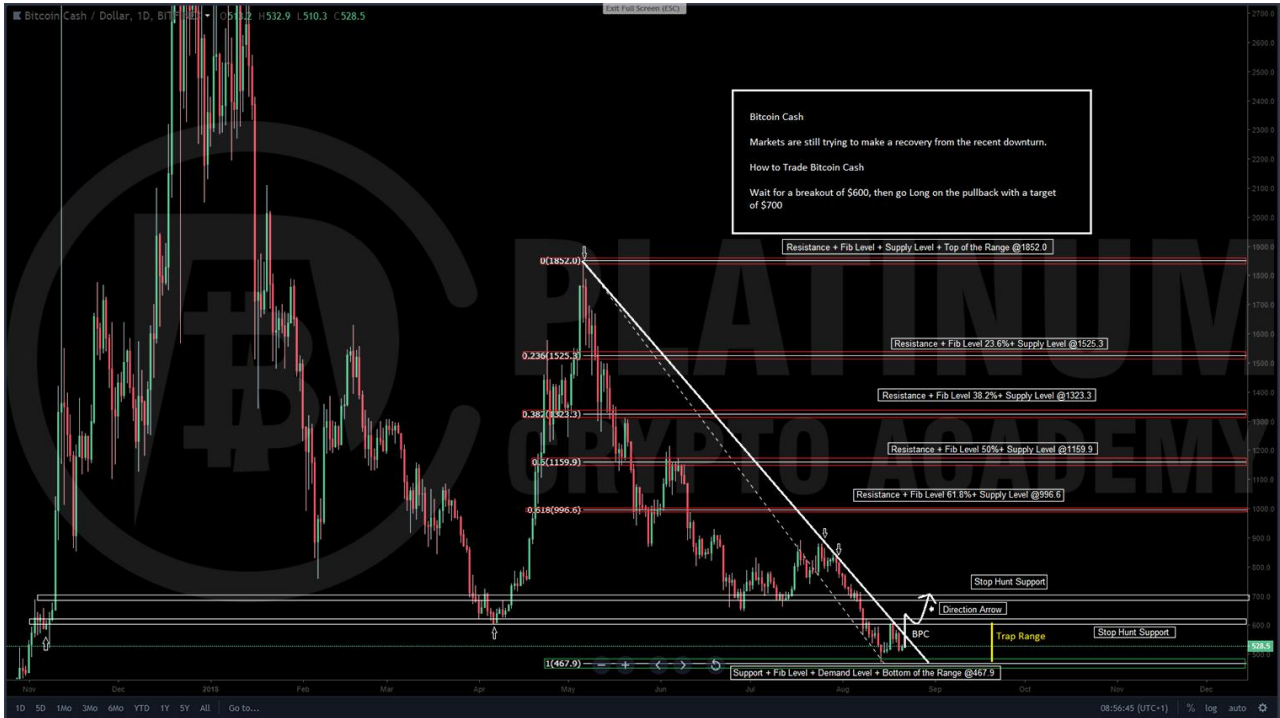 Exit Full Screen (ESC)
Bitcoin Cash / Dollar, 1D, BITFINEX H532.9 L510.3 C528.5
Bitcoin Cash
Markets are still trying to make a recovery from the recent downturn.
How to Trade Bitcoin Cash
Wait for a breakout of $600, then go Long on the pullback with a target
of $700
PLATINUM
CRYPTO ACADEMY
Resistance + Fib Level + Supply Level + Top of the Range @1852.0
0(1852.0)
Resistance + Fib Level 23.6%+ Supply Level @1525.3
0.236(1525.3)
Resistance + Fib Level 38.2%+ Supply Level @1323.3
0.382(1323.3)
Resistance + Fib Level 50%+ Supply Level @1159.9
0.5(1159.9)
Resistance + Fib Level 61.8%+ Supply Level @996.6
0.618(996.6)
Stop Hunt Support
Direction Arrow
BPC
Trap Range
Stop Hunt Support
1(467.9)
Support + Fib Level + Demand Level + Bottom of the Range @467.9
2700.0
2400.0
2300.0
2200.0
2100.0
2000.0
1900.0
1800.0
1700.0
1600.0
1500.0
1400.0
1300.0
1200.0
1100.0
1000.0
900.0
800.0
700.0
600.0
528.5
Nov Dec 2018 Feb Mar Apr May Jun Jul Aug Sep Oct Nov Dec
1D 5D 1Mo 3Mo 6Mo YTD 1Y 5Y All Go to... 08:56:45 (UTC+1) % log auto